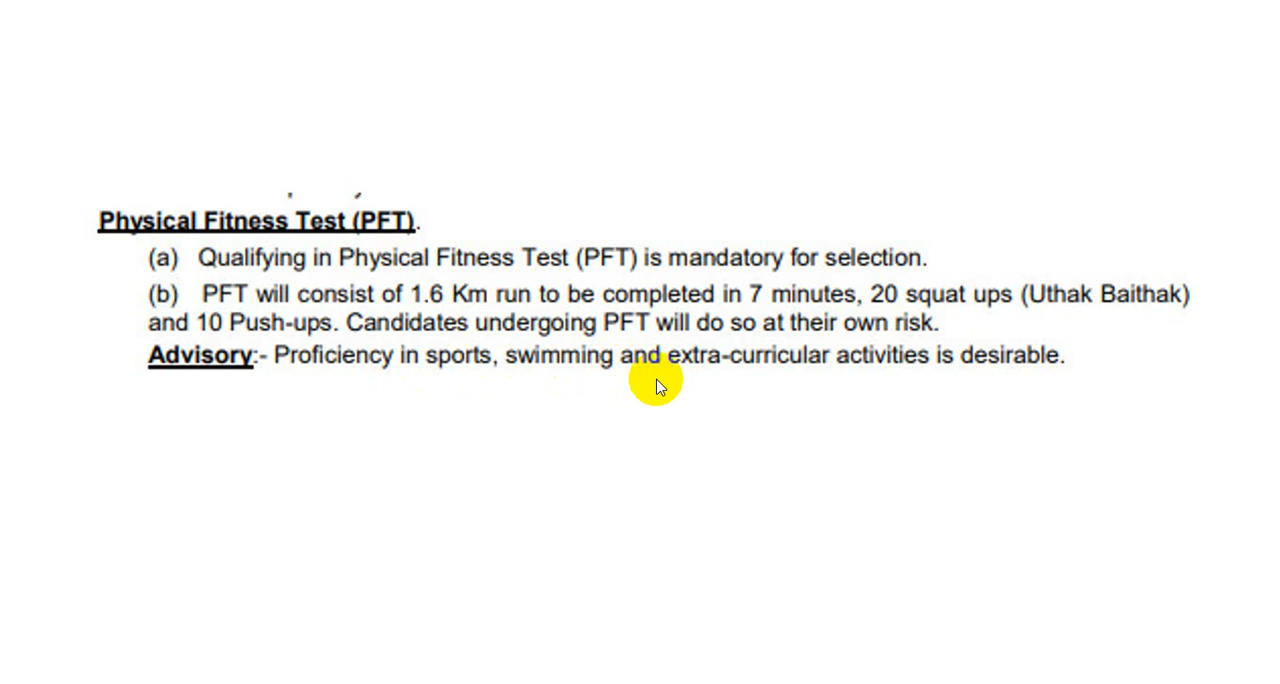 Physical Fitness Test (PFT).
(a) Qualifying in Physical Fitness Test (PFT) is mandatory for selection.
(b) PFT will consist of 1.6 Km run to be completed in 7 minutes, 20 squat ups (Uthak Baithak)
and 10 Push-ups. Candidates undergoing PFT will do so at their own risk.
Advisory:- Proficiency in sports, swimming and extra-curricular activities is desirable.